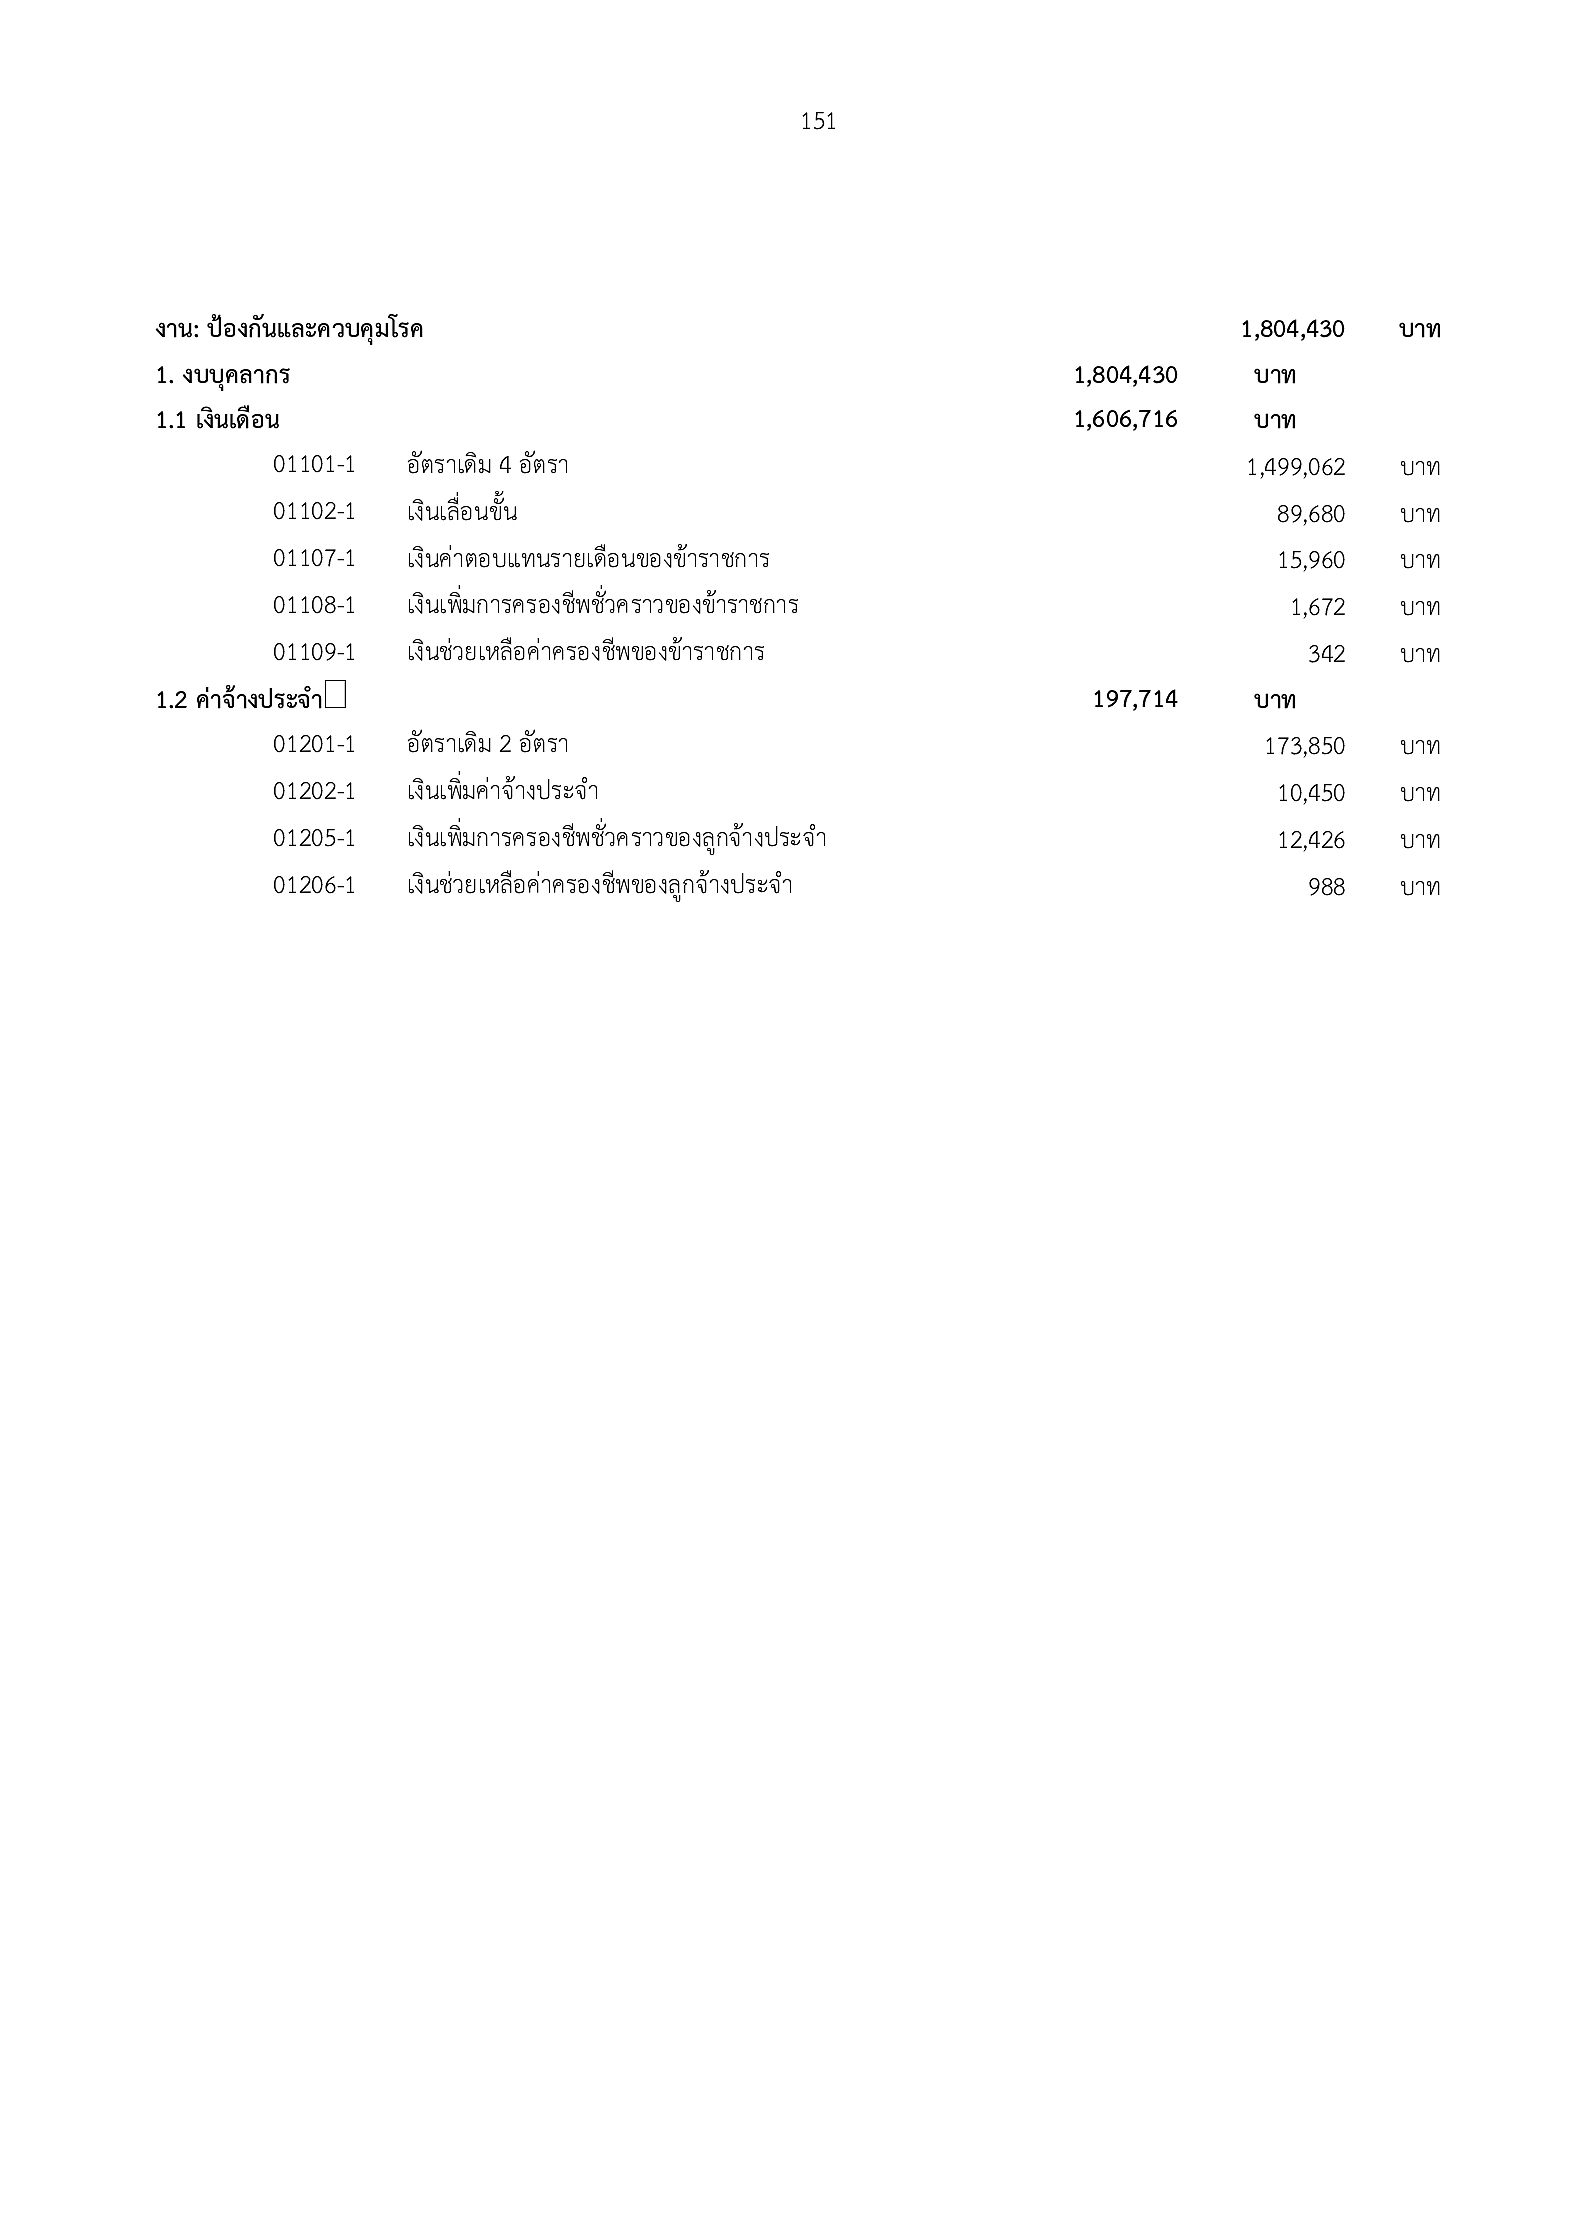 151
งาน: ป้องกันและควบคุมโรค 1,804,430 บาท
1. งบบุคลากร 1,804,430 บาท
1.1 เงินเดือน 1,606,716 บาท
01101-1 อัตราเดิม 4 อัตรา 1,499,062 บาท
01102-1 เงินเลื่อนขั้น 89,680 บาท
01107-1 เงินค่าตอบแทนรายเดือนของข้าราชการ 15,960 บาท
01108-1 เงินเพิ่มการครองชีพชั่วคราวของข้าราชการ 1,672 บาท
01109-1 เงินช่วยเหลือค่าครองชีพของข้าราชการ 342 บาท
1.2 ค่าจ้างประจำ 197,714 บาท
01201-1 อัตราเดิม 2 อัตรา 173,850 บาท
01202-1 เงินเพิ่มค่าจ้างประจำ 10,450 บาท
01205-1 เงินเพิ่มการครองชีพชั่วคราวของลูกจ้างประจำ 12,426 บาท
01206-1 เงินช่วยเหลือค่าครองชีพของลูกจ้างประจำ 988 บาท